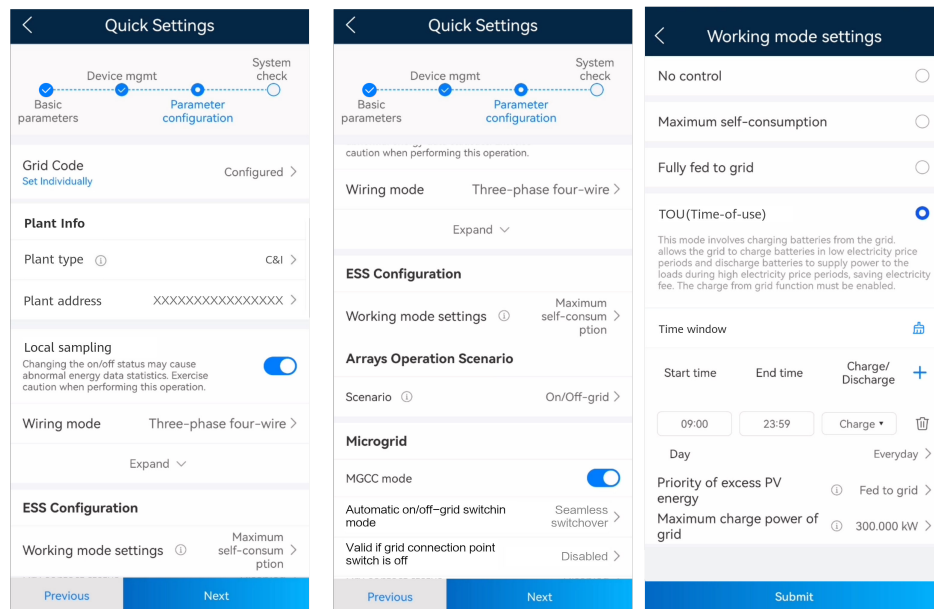 Quick Settings
System
Device mgmt check
Basic Parameter
parameters configuration
Grid Code
Set Individually
Configured
Plant Info
Plant type
C&I
Plant address
XXXXXXXXXXXXXXXX
Local sampling
Changing the on/off status may cause
abnormal energy data statistics. Exercise
caution when performing this operation.
Wiring mode
Three-phase four-wire
Expand
ESS Configuration
Working mode settings
Maximum
self-consum
ption
Previous
Next
Quick Settings
System
Device mgmt check
Basic Parameter
parameters configuration
caution when performing this operation.
Wiring mode
Three-phase four-wire
Expand
ESS Configuration
Working mode settings
Maximum
self-consum
ption
Arrays Operation Scenario
Scenario
On/Off-grid
Microgrid
MGCC mode
Automatic on/off-grid switchin
mode
Seamless
switchover
Valid if grid connection point
switch is off
Disabled
Previous
Next
Working mode settings
No control
Maximum self-consumption
Fully fed to grid
TOU(Time-of-use)
This mode involves charging batteries from the grid.
allows the grid to charge batteries in low electricity price
periods and discharge batteries to supply power to the
loads during high electricity price periods, saving electricity
fee. The charge from grid function must be enabled.
Time window
Start time
End time
Charge/
Discharge
09:00
23:59
Charge
Day
Everyday
Priority of excess PV
energy
Fed to grid
Maximum charge power of
grid
300.000 kW
Submit